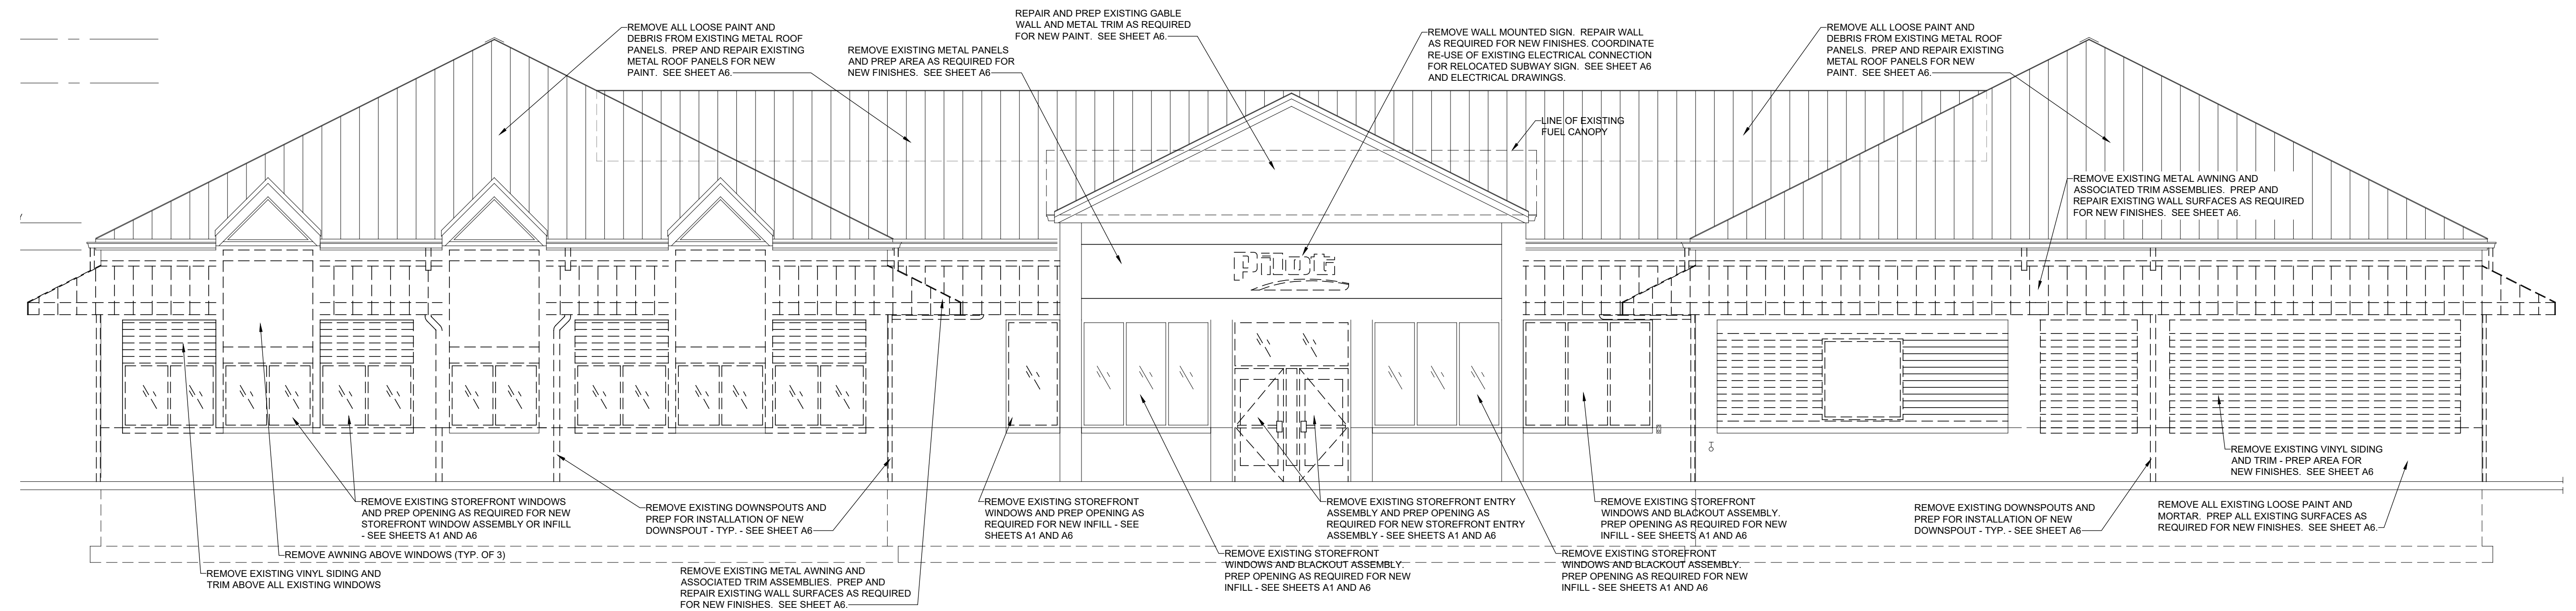 REMOVE ALL LOOSE PAINT AND
DEBRIS FROM EXISTING METAL ROOF
PANELS. PREP AND REPAIR EXISTING
METAL ROOF PANELS FOR NEW
PAINT. SEE SHEET A6.
REMOVE EXISTING METAL PANELS
AND PREP AREA AS REQUIRED FOR
NEW FINISHES. SEE SHEET A6
REPAIR AND PREP EXISTING GABLE
WALL AND METAL TRIM AS REQUIRED
FOR NEW PAINT. SEE SHEET A6.
REMOVE WALL MOUNTED SIGN. REPAIR WALL
AS REQUIRED FOR NEW FINISHES. COORDINATE
RE-USE OF EXISTING ELECTRICAL CONNECTION
FOR RELOCATED SUBWAY SIGN. SEE SHEET A6
AND ELECTRICAL DRAWINGS.
REMOVE ALL LOOSE PAINT AND
DEBRIS FROM EXISTING METAL ROOF
PANELS. PREP AND REPAIR EXISTING
METAL ROOF PANELS FOR NEW
PAINT. SEE SHEET A6.
LINE OF EXISTING
FUEL CANOPY
REMOVE EXISTING METAL AWNING AND
ASSOCIATED TRIM ASSEMBLIES. PREP AND
REPAIR EXISTING WALL SURFACES AS REQUIRED
FOR NEW FINISHES. SEE SHEET A6.
PILOT
REMOVE EXISTING VINYL SIDING
AND TRIM - PREP AREA FOR
NEW FINISHES. SEE SHEET A6
REMOVE EXISTING STOREFRONT WINDOWS
AND PREP OPENING AS REQUIRED FOR NEW
STOREFRONT WINDOW ASSEMBLY OR INFILL
- SEE SHEETS A1 AND A6
REMOVE EXISTING DOWNSPOUTS AND
PREP FOR INSTALLATION OF NEW
DOWNSPOUT - TYP. - SEE SHEET A6
REMOVE EXISTING STOREFRONT
WINDOWS AND PREP OPENING AS
REQUIRED FOR NEW INFILL - SEE
SHEETS A1 AND A6
REMOVE EXISTING STOREFRONT ENTRY
ASSEMBLY AND PREP OPENING AS
REQUIRED FOR NEW STOREFRONT ENTRY
ASSEMBLY - SEE SHEETS A1 AND A6
REMOVE EXISTING STOREFRONT
WINDOWS AND BLACKOUT ASSEMBLY.
PREP OPENING AS REQUIRED FOR NEW
INFILL - SEE SHEETS A1 AND A6
REMOVE EXISTING DOWNSPOUTS AND
PREP FOR INSTALLATION OF NEW
DOWNSPOUT - TYP. - SEE SHEET A6
REMOVE ALL EXISTING LOOSE PAINT AND
MORTAR. PREP ALL EXISTING SURFACES AS
REQUIRED FOR NEW FINISHES. SEE SHEET A6.
REMOVE AWNING ABOVE WINDOWS (TYP. OF 3)
REMOVE EXISTING VINYL SIDING AND
TRIM ABOVE ALL EXISTING WINDOWS
REMOVE EXISTING METAL AWNING AND
ASSOCIATED TRIM ASSEMBLIES. PREP AND
REPAIR EXISTING WALL SURFACES AS REQUIRED
FOR NEW FINISHES. SEE SHEET A6.
REMOVE EXISTING STOREFRONT
WINDOWS AND BLACKOUT ASSEMBLY.
PREP OPENING AS REQUIRED FOR NEW
INFILL - SEE SHEETS A1 AND A6
REMOVE EXISTING STOREFRONT
WINDOWS AND BLACKOUT ASSEMBLY.
PREP OPENING AS REQUIRED FOR NEW
INFILL - SEE SHEETS A1 AND A6